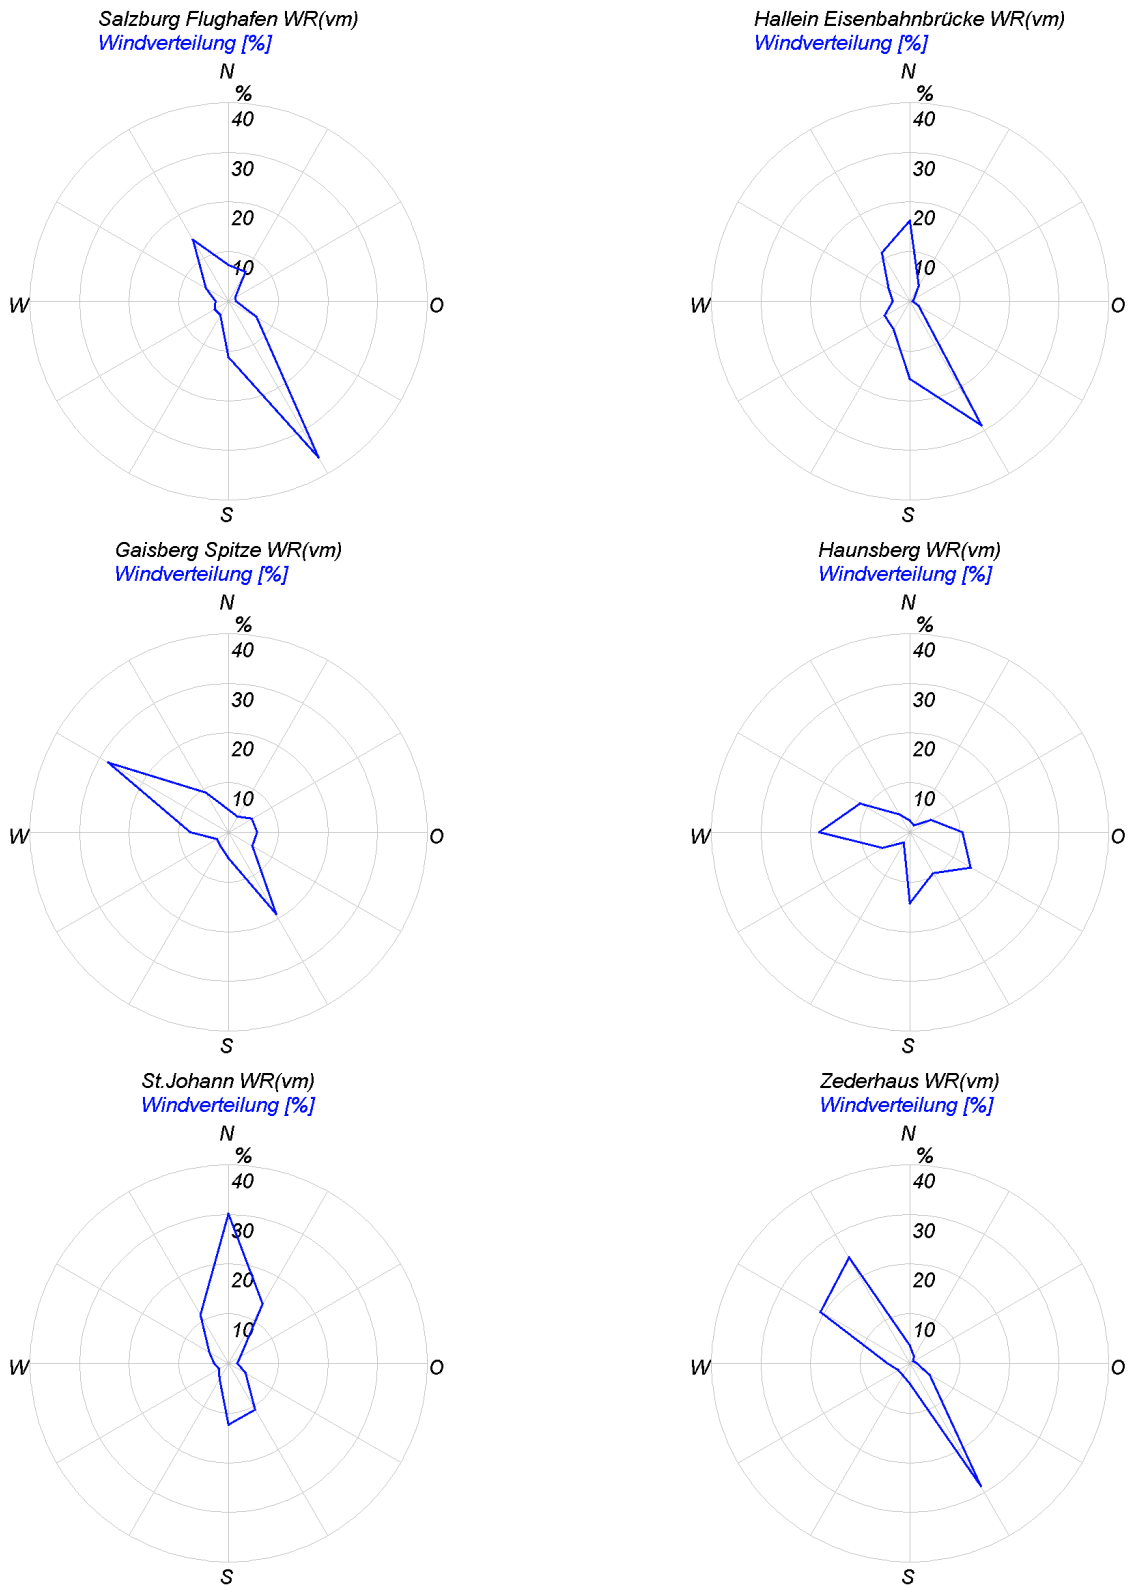 Salzburg Flughafen WR(vm)
Windverteilung [%]
N
%
40
30
20
10
W
O
S
Hallein Eisenbahnbrücke WR(vm)
Windverteilung [%]
N
%
40
30
20
10
W
O
S
Gaisberg Spitze WR(vm)
Windverteilung [%]
N
%
40
30
20
10
W
O
S
Haunsberg WR(vm)
Windverteilung [%]
N
%
40
30
20
10
W
O
S
St.Johann WR(vm)
Windverteilung [%]
N
%
40
30
20
10
W
O
S
Zederhaus WR(vm)
Windverteilung [%]
N
%
40
30
20
10
W
O
S